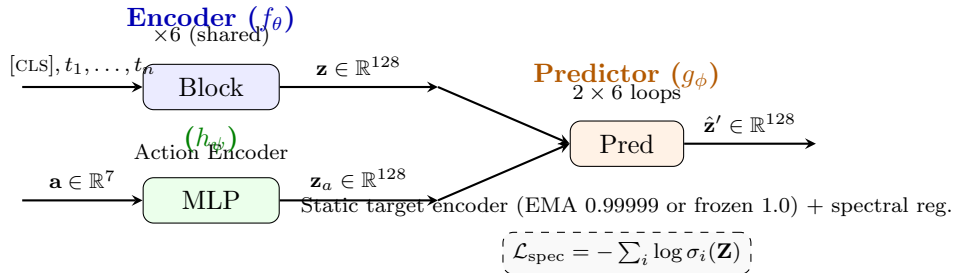 Encoder (f_θ)
×6 (shared)
[CLS], t_1, …, t_n
Block
z ∈ ℝ^128
Predictor (g_ϕ)
2 × 6 loops
Pred
ẑ′ ∈ ℝ^128
(h_ψ)
Action Encoder
a ∈ ℝ^7
MLP
z_a ∈ ℝ^128
Static target encoder (EMA 0.99999 or frozen 1.0) + spectral reg.
ℒ_spec = − ∑_i log σ_i(Z)